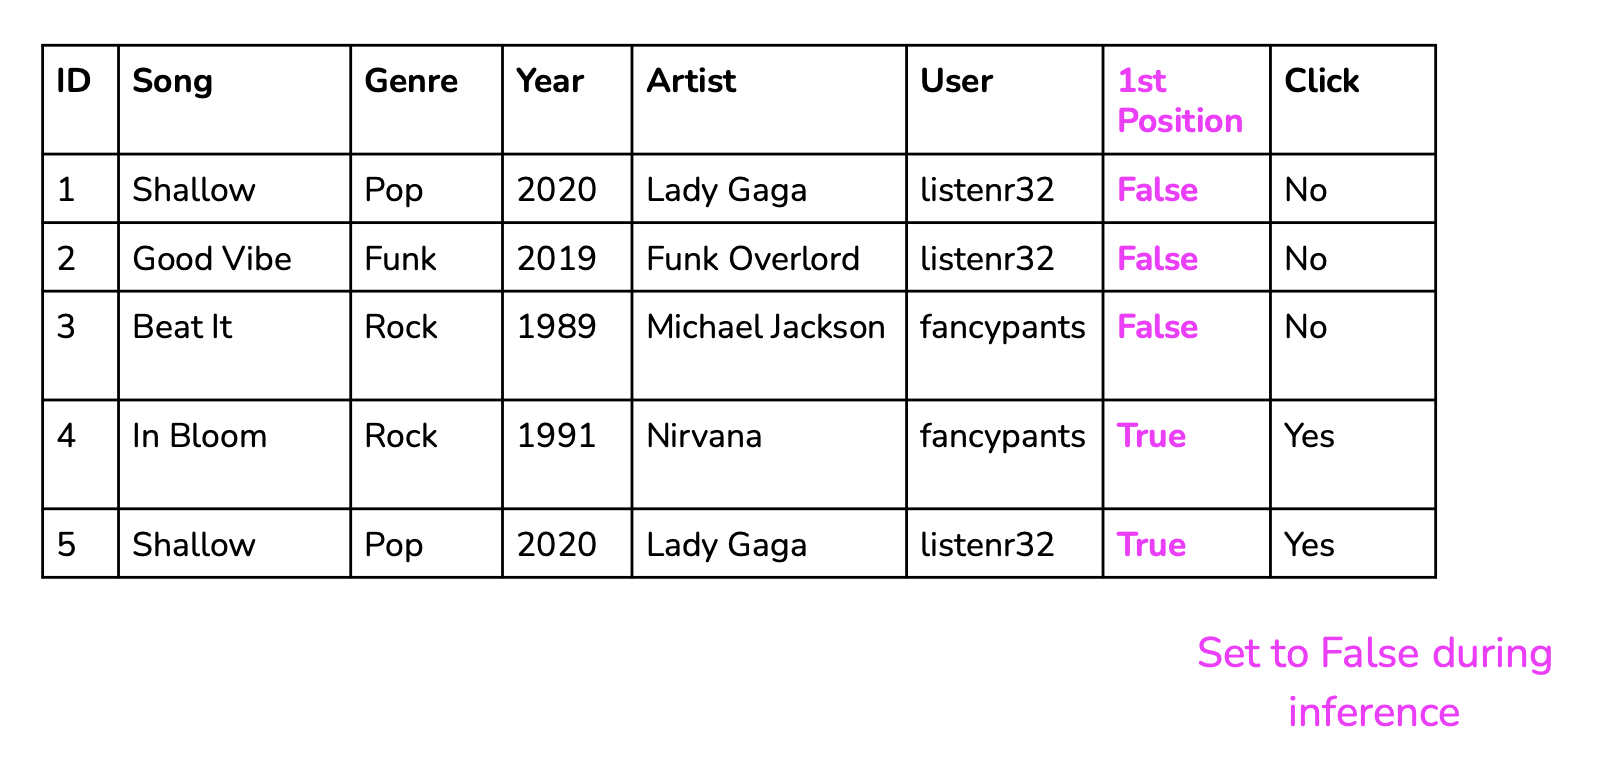 ID Song Genre Year Artist User 1st Position Click
1 Shallow Pop 2020 Lady Gaga listenr32 False No
2 Good Vibe Funk 2019 Funk Overlord listenr32 False No
3 Beat It Rock 1989 Michael Jackson fancypants False No
4 In Bloom Rock 1991 Nirvana fancypants True Yes
5 Shallow Pop 2020 Lady Gaga listenr32 True Yes
Set to False during
inference